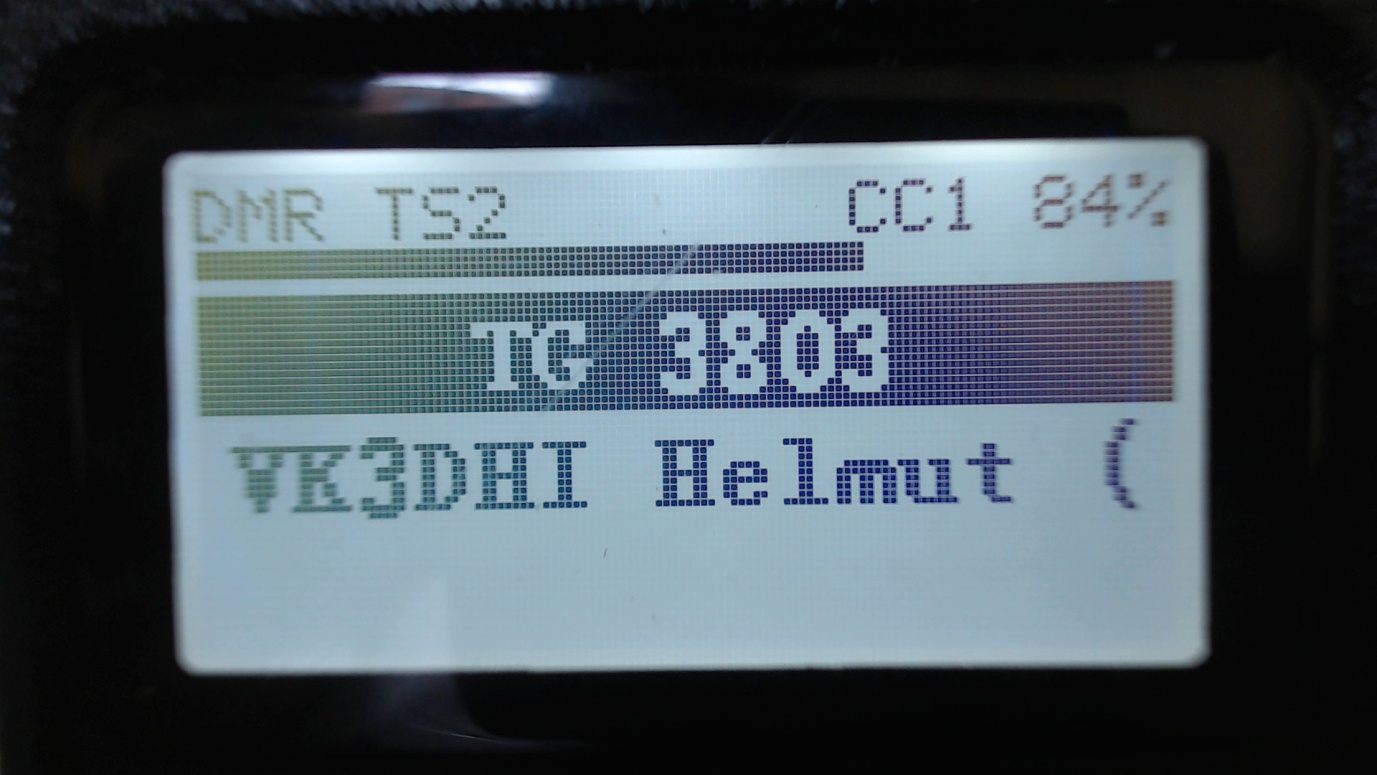 DMR TS2 CC1 84%
TG 3803
VK3DHI Helmut (